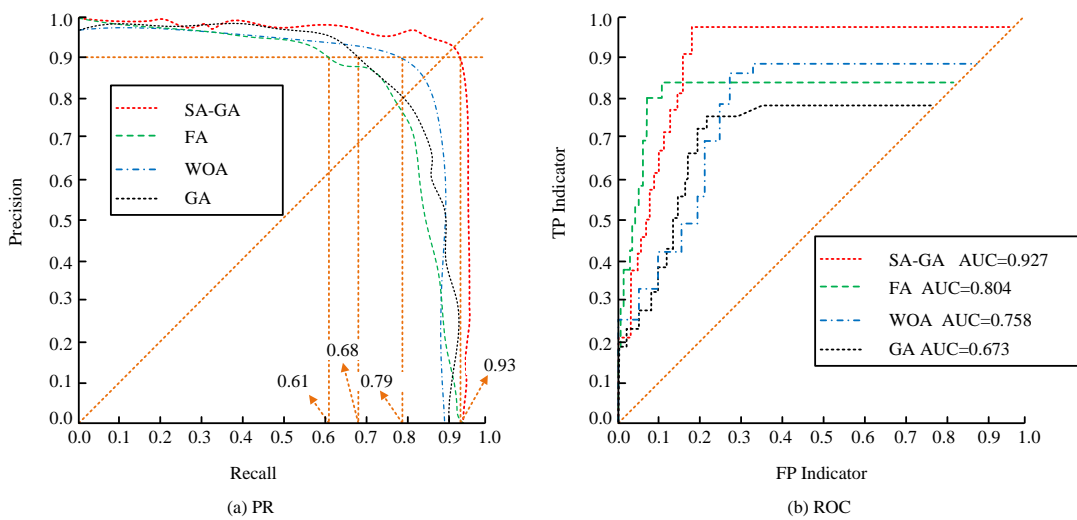 1.0
0.9
0.8
0.7
0.6
0.5
0.4
0.3
0.2
0.1
0.0
Precision
SA-GA
FA
WOA
GA
0.61
0.68
0.79
0.93
0.0 0.1 0.2 0.3 0.4 0.5 0.6 0.7 0.8 0.9 1.0
Recall
(a) PR
1.0
0.9
0.8
0.7
0.6
0.5
0.4
0.3
0.2
0.1
0.0
TP Indicator
SA-GA AUC=0.927
FA AUC=0.804
WOA AUC=0.758
GA AUC=0.673
0.0 0.1 0.2 0.3 0.4 0.5 0.6 0.7 0.8 0.9 1.0
FP Indicator
(b) ROC